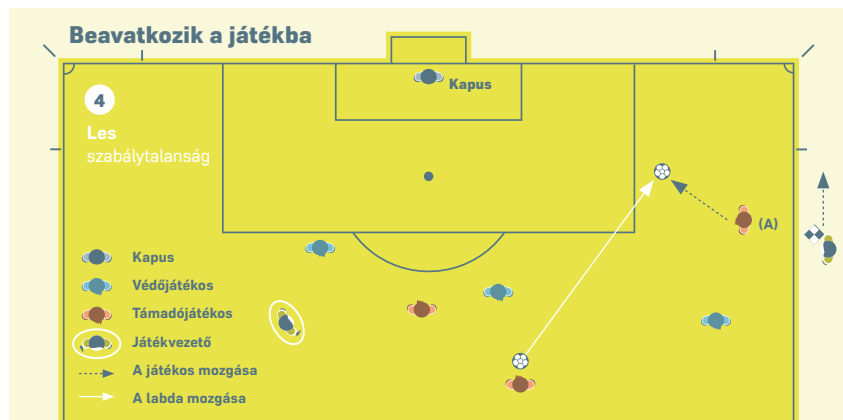 Beavatkozik a játékba
Kapus
4
Les
szabálytalanság
(A)
Kapus
Védőjátékos
Támadójátékos
Játékvezető
A játékos mozgása
A labda mozgása